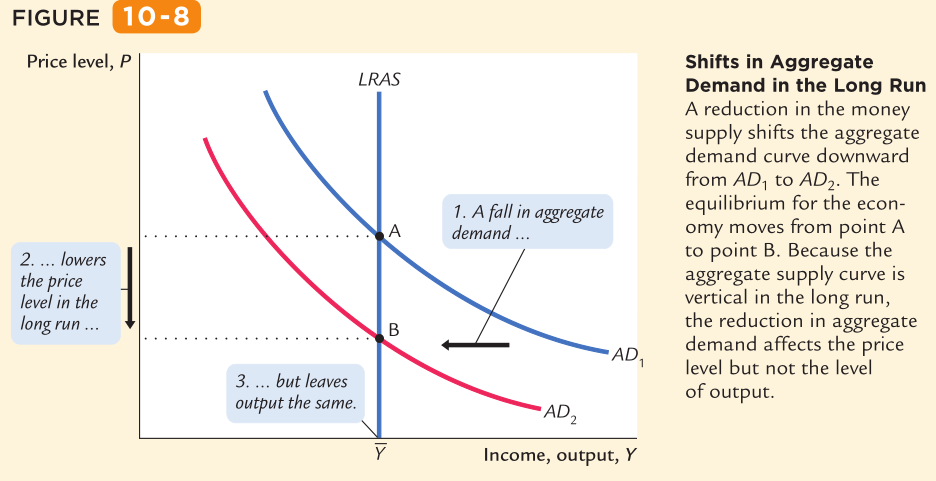 FIGURE 10-8
Price level, P
LRAS
A
1. A fall in aggregate
demand ...
2. ... lowers
the price
level in the
long run ...
B
AD₁
3. ... but leaves
output the same.
AD₂
Y̅
Income, output, Y
Shifts in Aggregate
Demand in the Long Run
A reduction in the money
supply shifts the aggregate
demand curve downward
from AD₁ to AD₂. The
equilibrium for the econ-
omy moves from point A
to point B. Because the
aggregate supply curve is
vertical in the long run,
the reduction in aggregate
demand affects the price
level but not the level
of output.